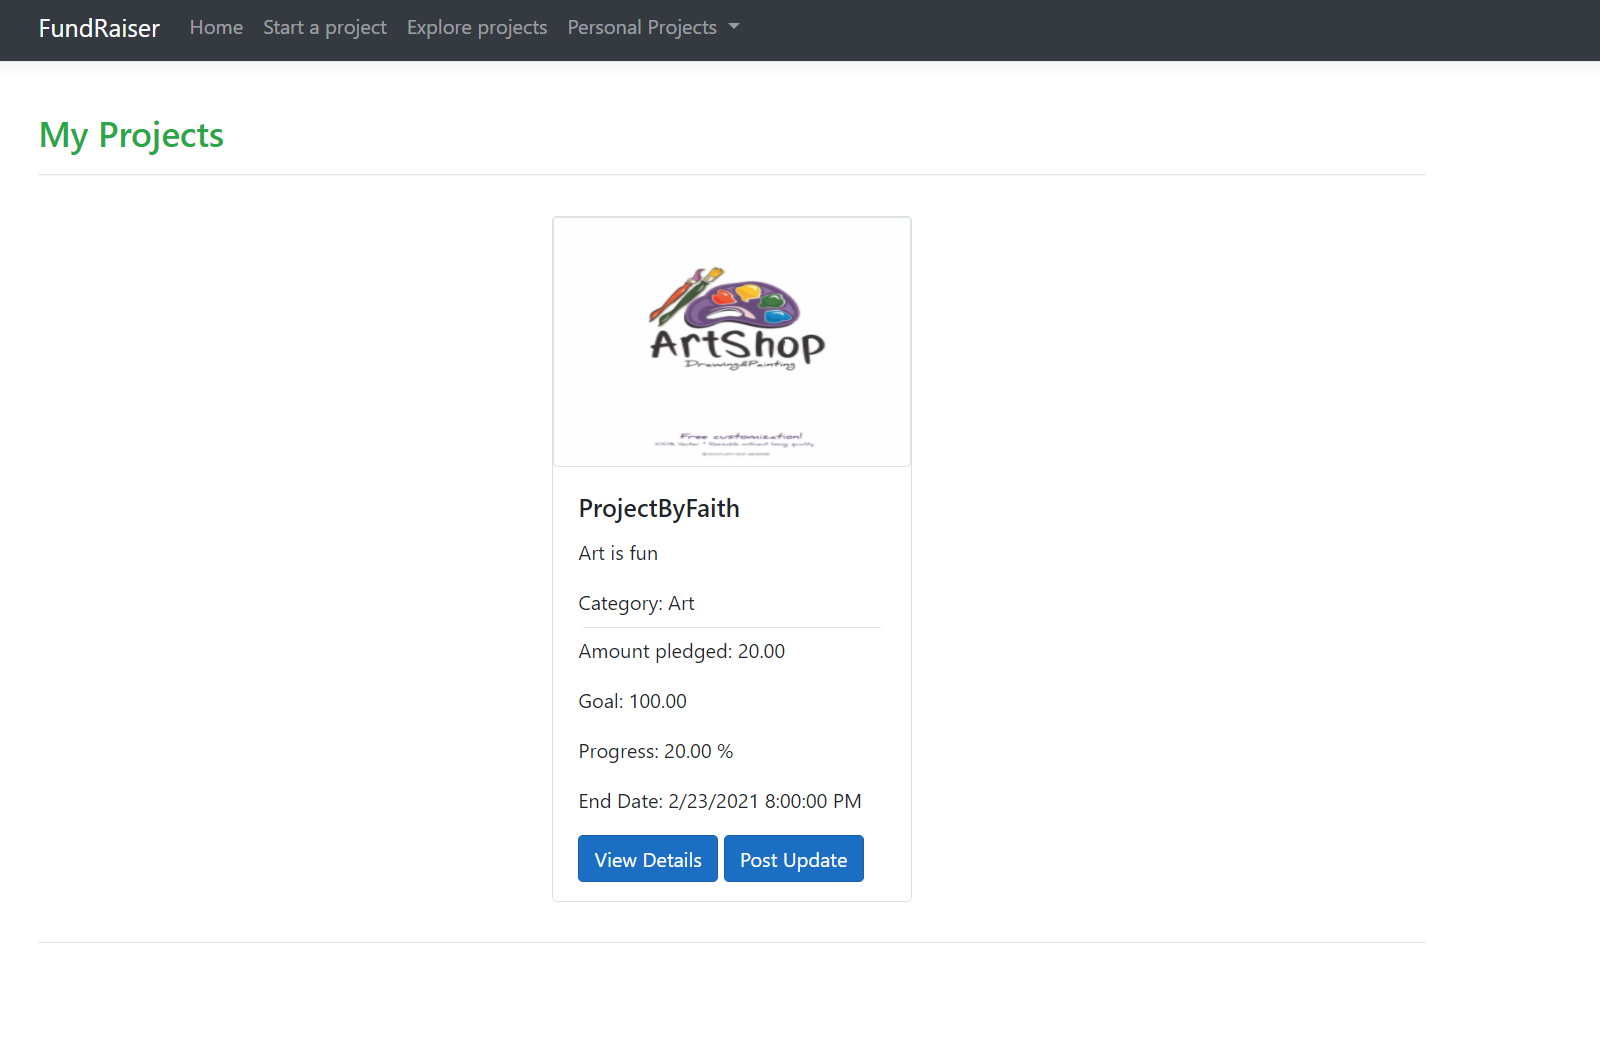 FundRaiser Home Start a project Explore projects Personal Projects
My Projects
ArtShop
Drawing&Painting
Free customization!
ProjectByFaith
Art is fun
Category: Art
Amount pledged: 20.00
Goal: 100.00
Progress: 20.00 %
End Date: 2/23/2021 8:00:00 PM
View Details Post Update